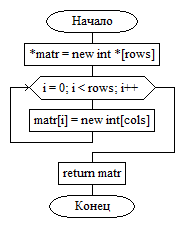 Начало
*matr = new int *[rows]
i = 0; i < rows; i++
matr[i] = new int[cols]
return matr
Конец